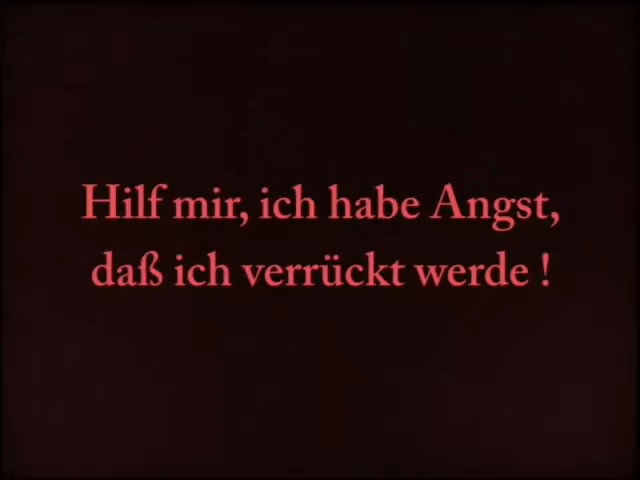 Hilf mir, ich habe Angst,
daß ich verrückt werde !